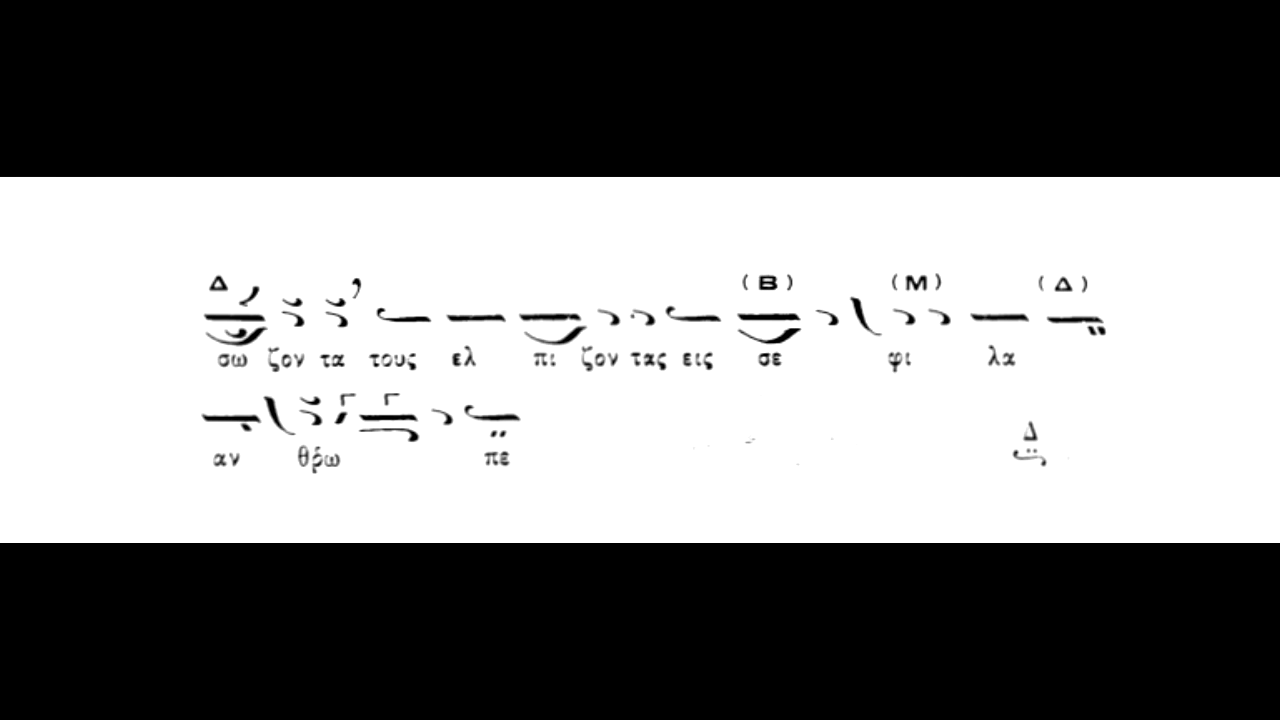 Δ (Β) (Μ) (Δ)
σω ζον τα τους ελ πι ζον τας εις σε φι λα
Γ Γ
αν θρω πε Δ